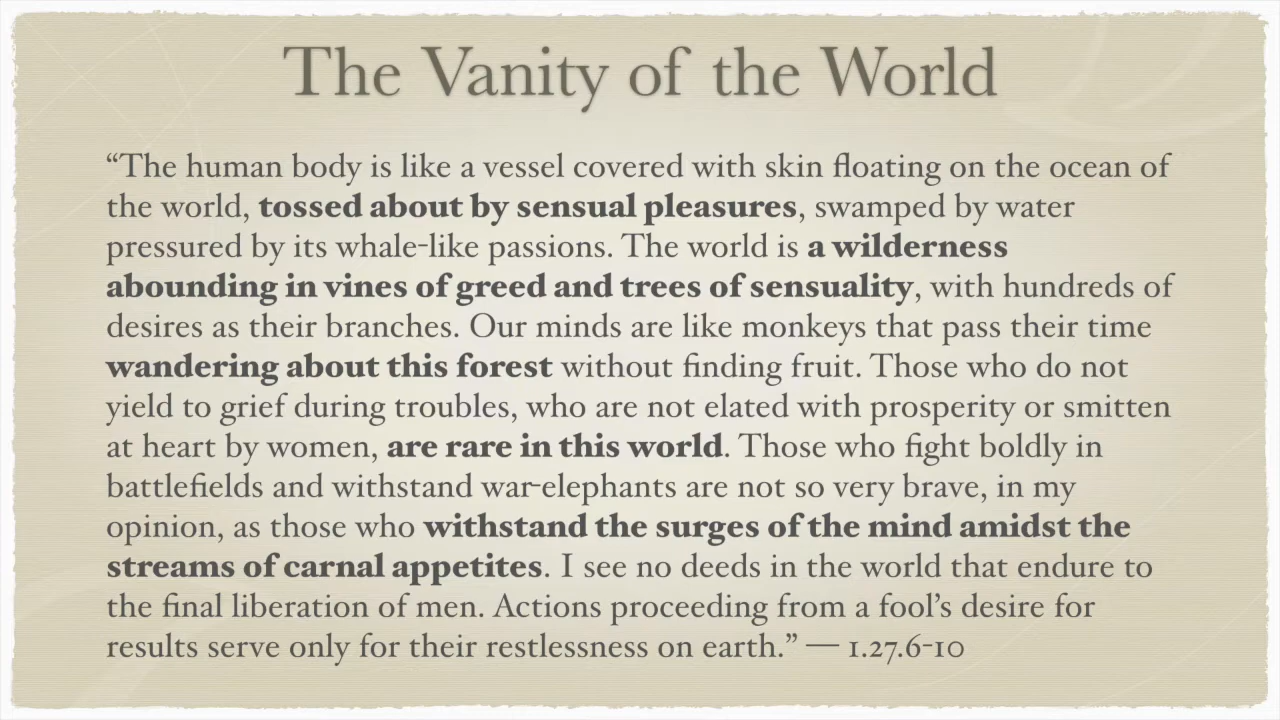 The Vanity of the World
“The human body is like a vessel covered with skin floating on the ocean of
the world, tossed about by sensual pleasures, swamped by water
pressured by its whale-like passions. The world is a wilderness
abounding in vines of greed and trees of sensuality, with hundreds of
desires as their branches. Our minds are like monkeys that pass their time
wandering about this forest without finding fruit. Those who do not
yield to grief during troubles, who are not elated with prosperity or smitten
at heart by women, are rare in this world. Those who fight boldly in
battlefields and withstand war-elephants are not so very brave, in my
opinion, as those who withstand the surges of the mind amidst the
streams of carnal appetites. I see no deeds in the world that endure to
the final liberation of men. Actions proceeding from a fool’s desire for
results serve only for their restlessness on earth.” — 1.27.6-10